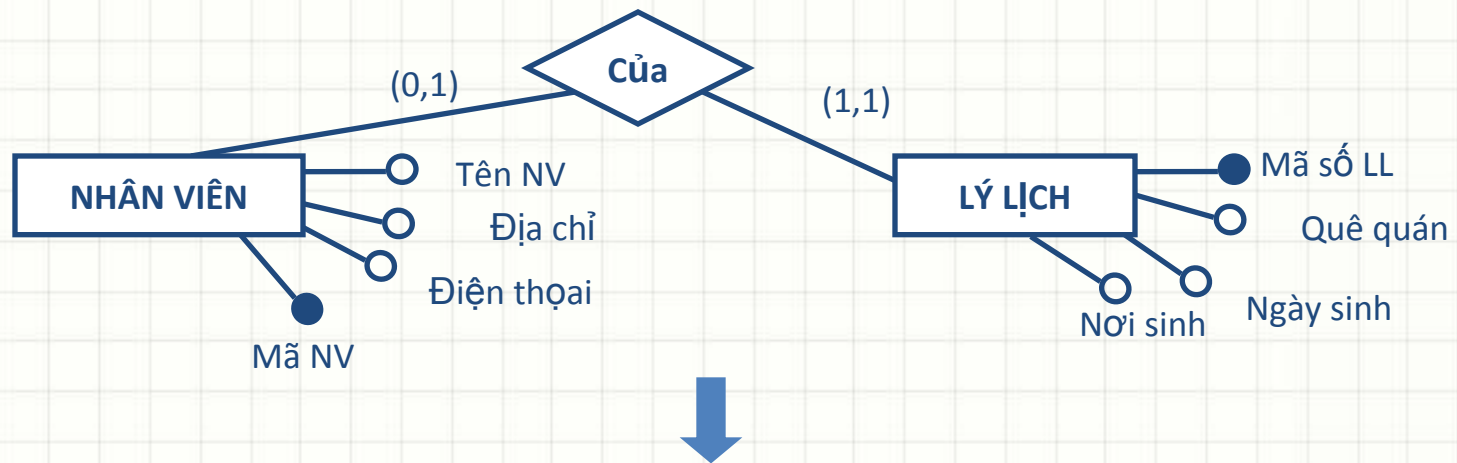 Của
(0,1)
(1,1)
NHÂN VIÊN
Tên NV
Địa chỉ
Điện thọai
Mã NV
LÝ LỊCH
Mã số LL
Quê quán
Ngày sinh
Nơi sinh